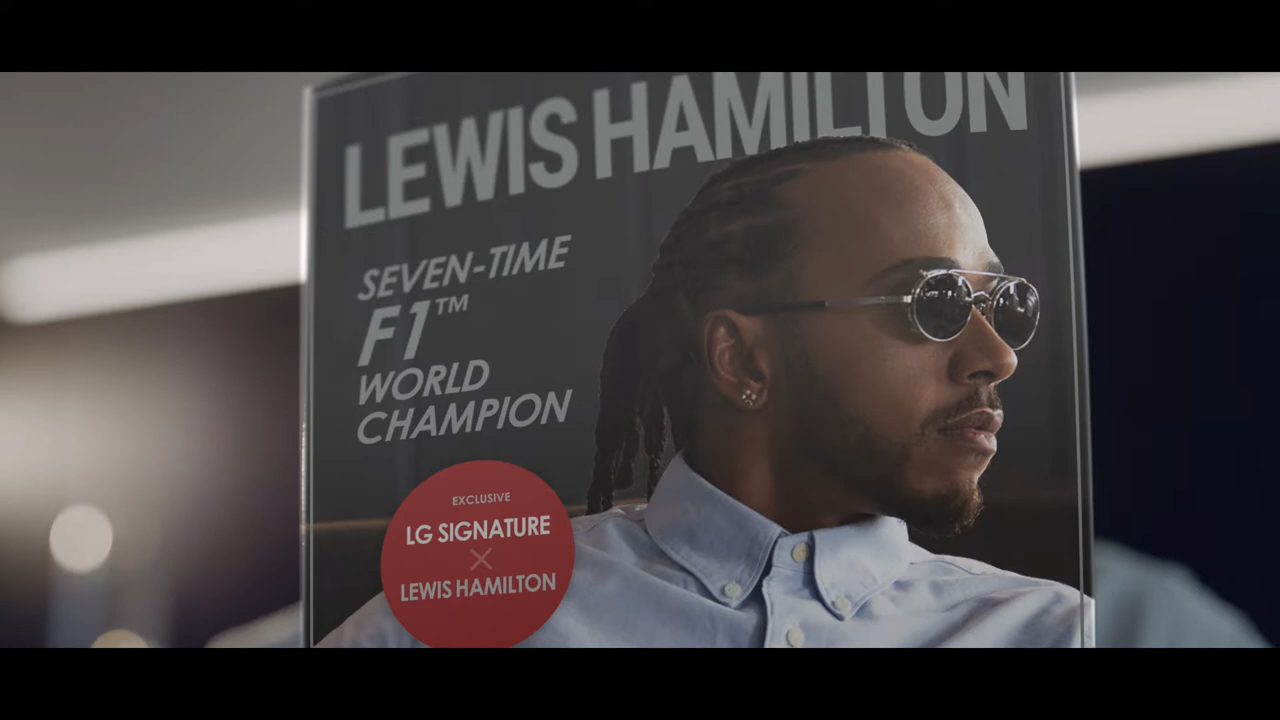 LEWIS HAMILTON
SEVEN-TIME
F1™
WORLD
CHAMPION
EXCLUSIVE
LG SIGNATURE
×
LEWIS HAMILTON